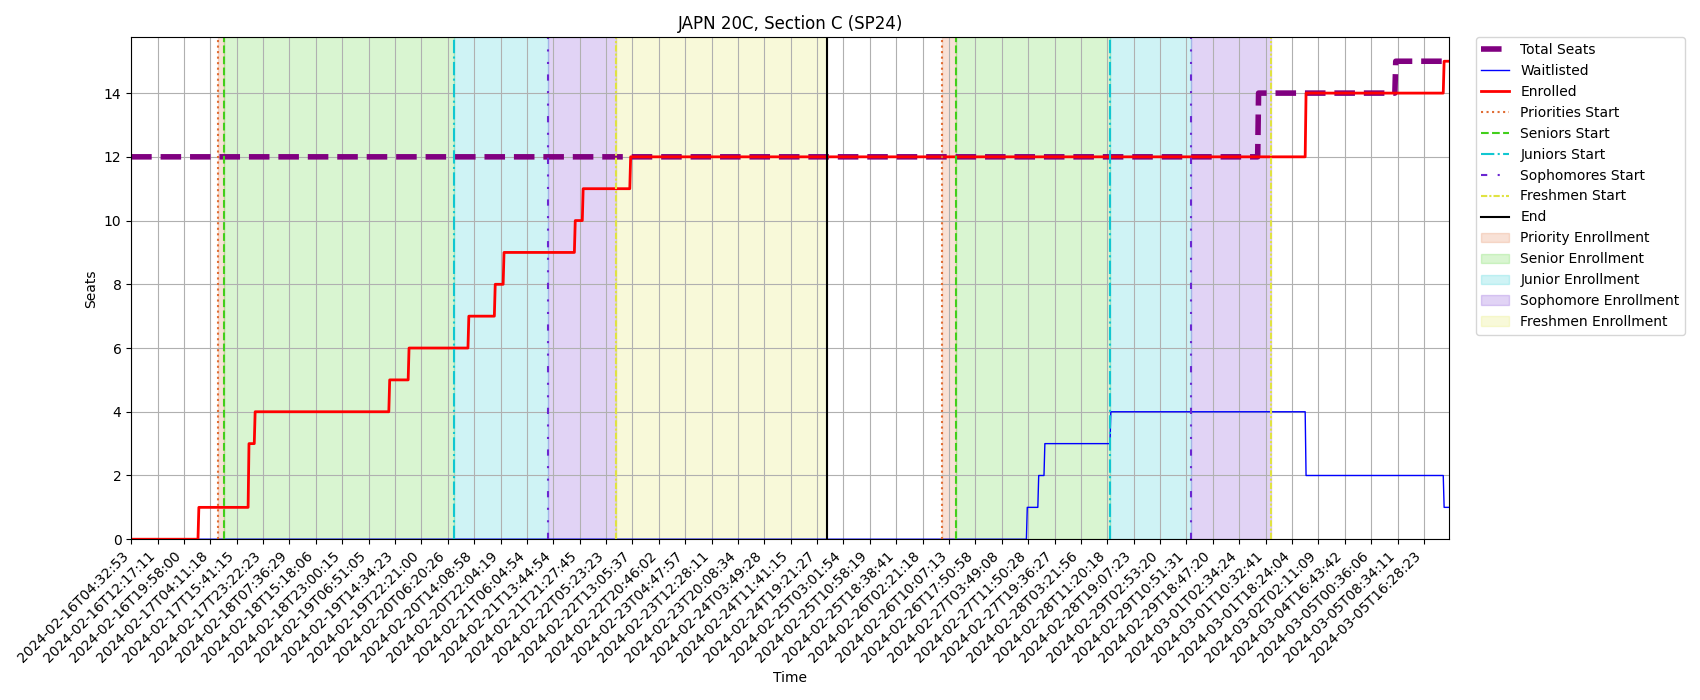 JAPN 20C, Section C (SP24)
Seats
14
12
10
8
6
4
2
0
2024-02-16T04:32:53
2024-02-16T12:17:11
2024-02-16T19:58:00
2024-02-17T04:11:18
2024-02-17T15:41:15
2024-02-17T23:22:23
2024-02-18T07:36:29
2024-02-18T15:18:06
2024-02-18T23:00:15
2024-02-19T06:51:05
2024-02-19T14:34:23
2024-02-19T22:21:00
2024-02-20T06:20:26
2024-02-20T14:08:58
2024-02-20T22:04:19
2024-02-21T06:04:54
2024-02-21T13:44:54
2024-02-21T21:27:45
2024-02-22T05:23:23
2024-02-22T13:05:37
2024-02-22T20:46:02
2024-02-23T04:47:57
2024-02-23T12:28:11
2024-02-23T20:08:34
2024-02-24T03:49:28
2024-02-24T11:41:15
2024-02-24T19:21:27
2024-02-25T03:01:54
2024-02-25T10:58:19
2024-02-25T18:38:41
2024-02-26T02:21:18
2024-02-26T10:07:13
2024-02-26T17:50:58
2024-02-27T03:49:08
2024-02-27T11:50:28
2024-02-27T19:36:27
2024-02-28T03:21:56
2024-02-28T11:20:18
2024-02-28T19:07:23
2024-02-29T02:53:20
2024-02-29T10:51:31
2024-02-29T18:47:20
2024-03-01T02:34:24
2024-03-01T10:32:41
2024-03-01T18:24:04
2024-03-02T02:11:09
2024-03-04T16:43:42
2024-03-05T00:36:06
2024-03-05T08:34:11
2024-03-05T16:28:23
Time
Total Seats
Waitlisted
Enrolled
Priorities Start
Seniors Start
Juniors Start
Sophomores Start
Freshmen Start
End
Priority Enrollment
Senior Enrollment
Junior Enrollment
Sophomore Enrollment
Freshmen Enrollment